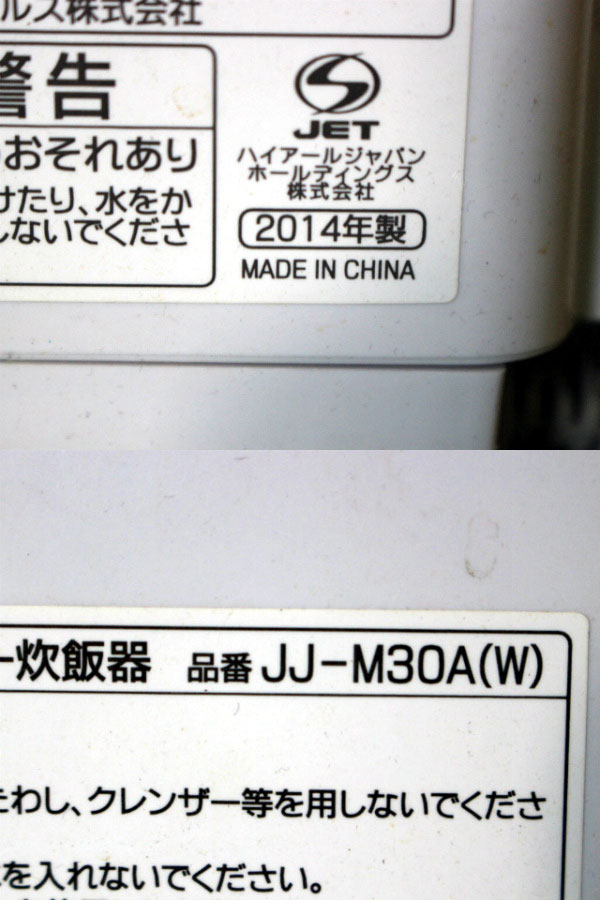 ルス株式会社
警告
おそれあり
けたり、水をか
しないでくださ
JET
ハイアールジャパン
ホールディングス
株式会社
2014年製
MADE IN CHINA
ー炊飯器 品番 JJ-M30A(W)
たわし、クレンザー等を用しないでくださ
を入れないでください。